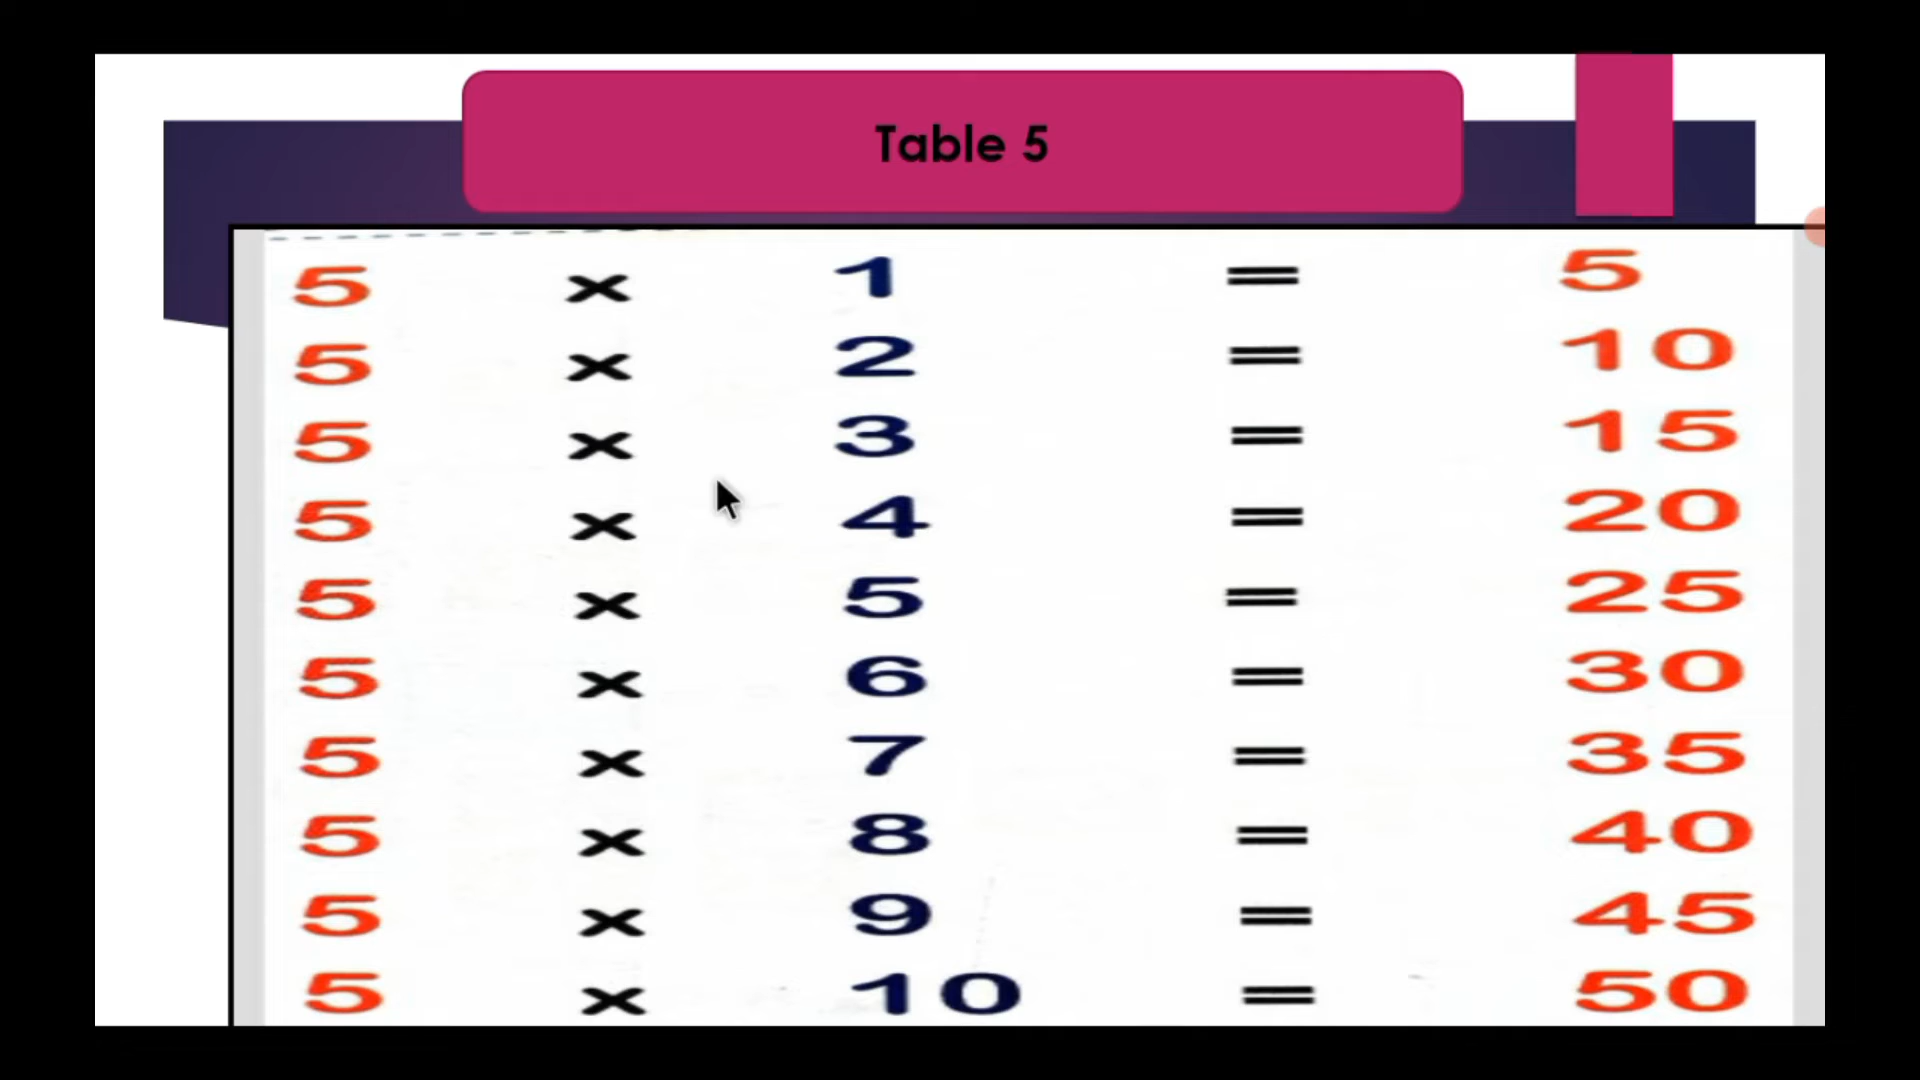 Table 5
5 × 1 = 5
5 × 2 = 10
5 × 3 = 15
5 × 4 = 20
5 × 5 = 25
5 × 6 = 30
5 × 7 = 35
5 × 8 = 40
5 × 9 = 45
5 × 10 = 50